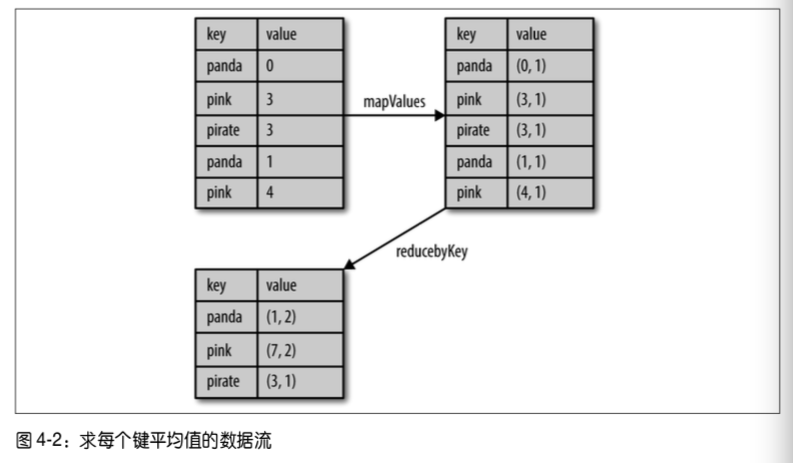 key value
panda 0
pink 3
pirate 3
panda 1
pink 4
mapValues
key value
panda (0, 1)
pink (3, 1)
pirate (3, 1)
panda (1, 1)
pink (4, 1)
reducebyKey
key value
panda (1, 2)
pink (7, 2)
pirate (3, 1)
图 4-2：求每个键平均值的数据流